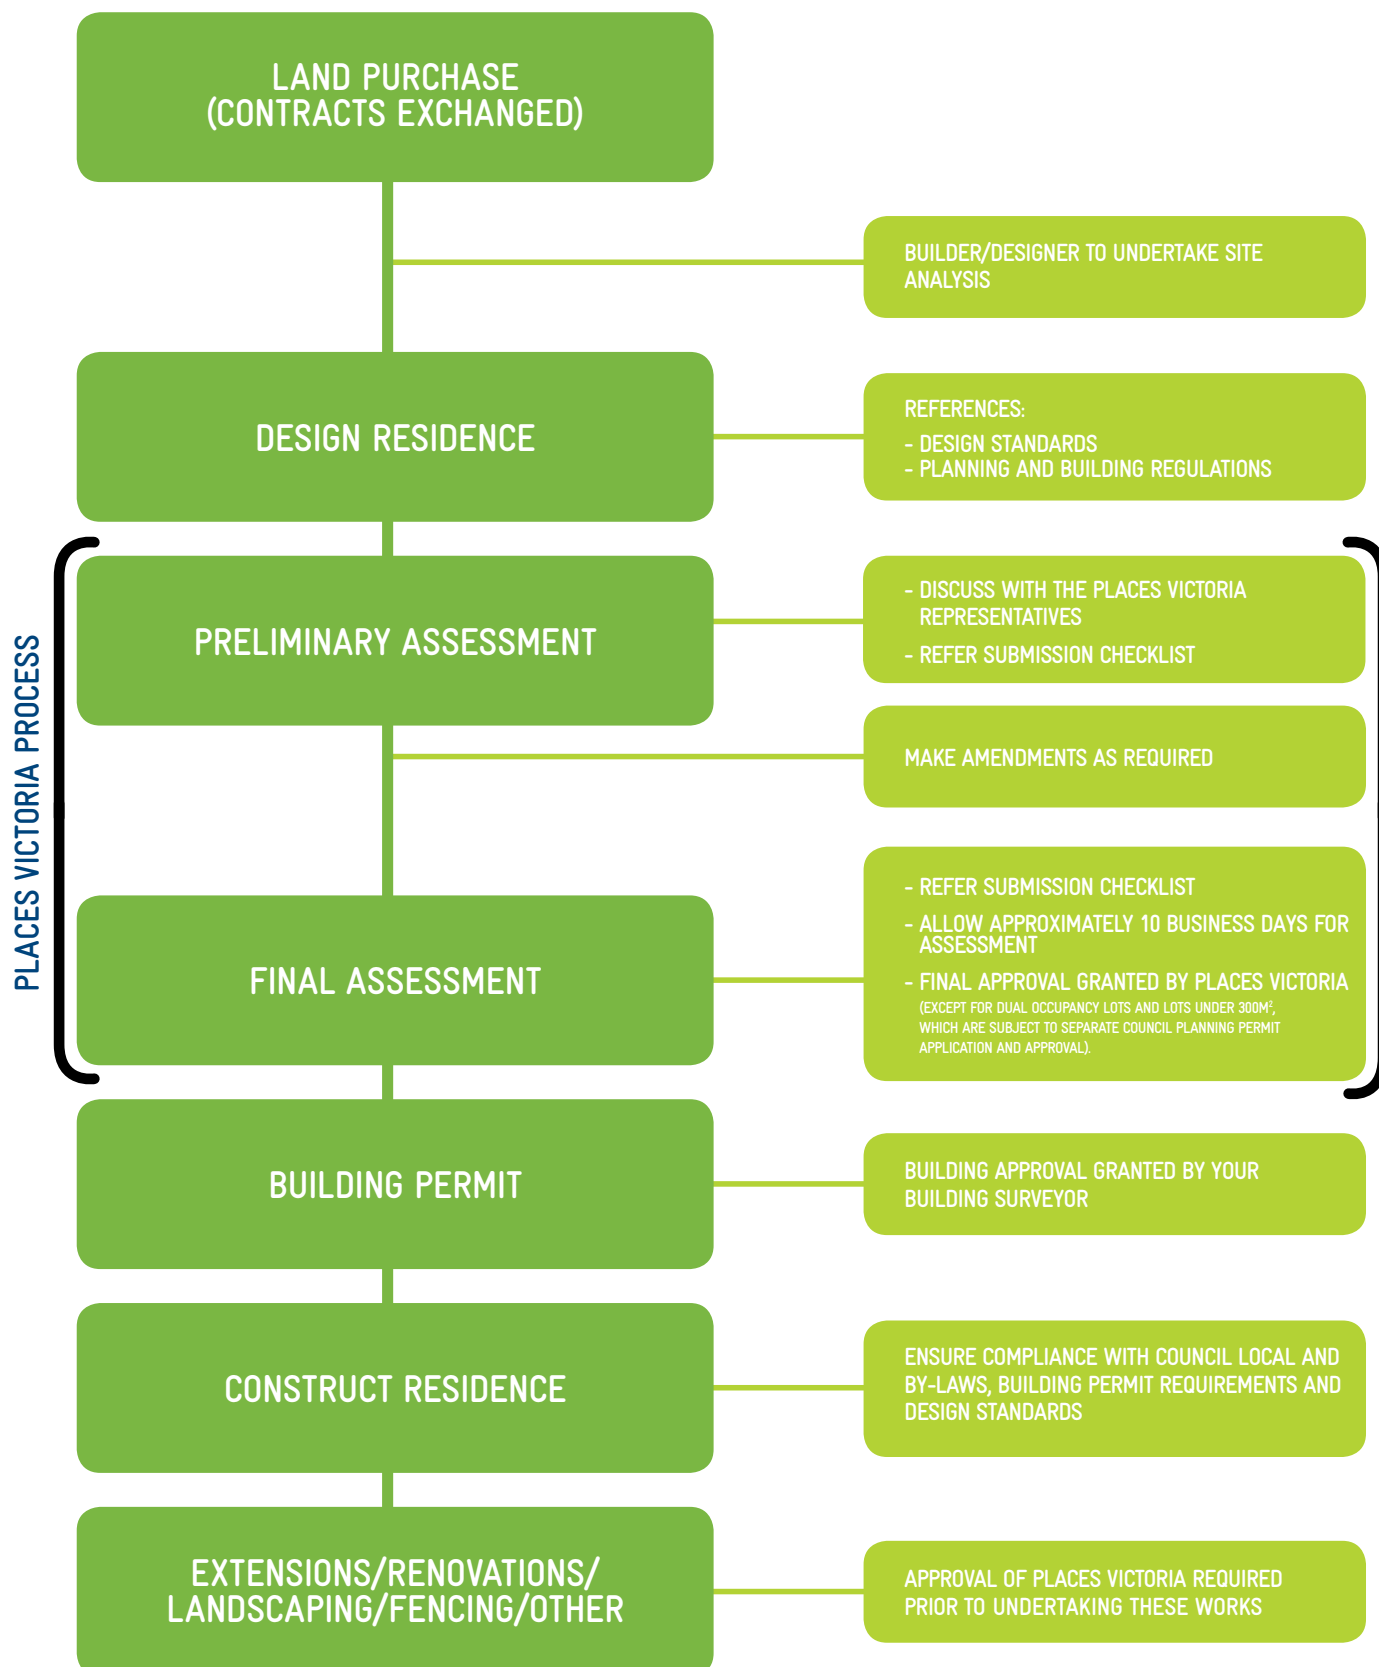 LAND PURCHASE
(CONTRACTS EXCHANGED)
BUILDER/DESIGNER TO UNDERTAKE SITE
ANALYSIS
DESIGN RESIDENCE
REFERENCES:
- DESIGN STANDARDS
- PLANNING AND BUILDING REGULATIONS
PLACES VICTORIA PROCESS
PRELIMINARY ASSESSMENT
- DISCUSS WITH THE PLACES VICTORIA
REPRESENTATIVES
- REFER SUBMISSION CHECKLIST
MAKE AMENDMENTS AS REQUIRED
FINAL ASSESSMENT
- REFER SUBMISSION CHECKLIST
- ALLOW APPROXIMATELY 10 BUSINESS DAYS FOR
ASSESSMENT
- FINAL APPROVAL GRANTED BY PLACES VICTORIA
(EXCEPT FOR DUAL OCCUPANCY LOTS AND LOTS UNDER 300M²,
WHICH ARE SUBJECT TO SEPARATE COUNCIL PLANNING PERMIT
APPLICATION AND APPROVAL).
BUILDING PERMIT
BUILDING APPROVAL GRANTED BY YOUR
BUILDING SURVEYOR
CONSTRUCT RESIDENCE
ENSURE COMPLIANCE WITH COUNCIL LOCAL AND
BY-LAWS, BUILDING PERMIT REQUIREMENTS AND
DESIGN STANDARDS
EXTENSIONS/RENOVATIONS/
LANDSCAPING/FENCING/OTHER
APPROVAL OF PLACES VICTORIA REQUIRED
PRIOR TO UNDERTAKING THESE WORKS